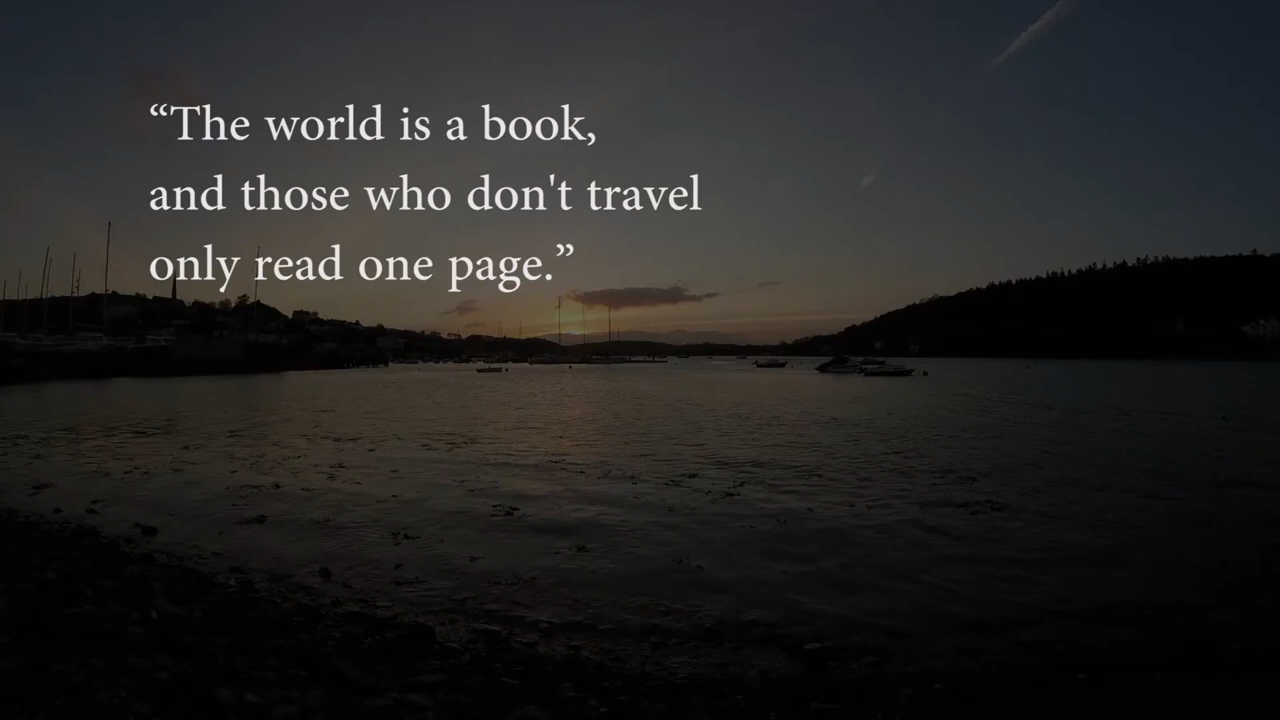 “The world is a book,
and those who don't travel
only read one page.”